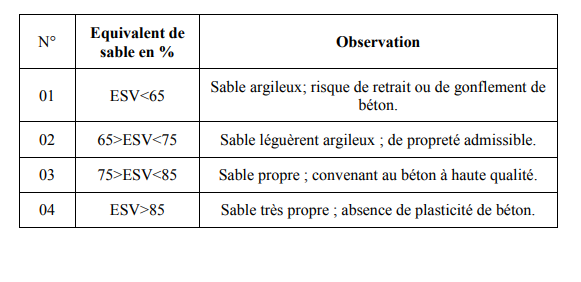 N°
Equivalent de
sable en %
Observation
01
ESV<65
Sable argileux; risque de retrait ou de gonflement de
béton.
02
65>ESV<75
Sable léguèrent argileux ; de propreté admissible.
03
75>ESV<85
Sable propre ; convenant au béton à haute qualité.
04
ESV>85
Sable très propre ; absence de plasticité de béton.